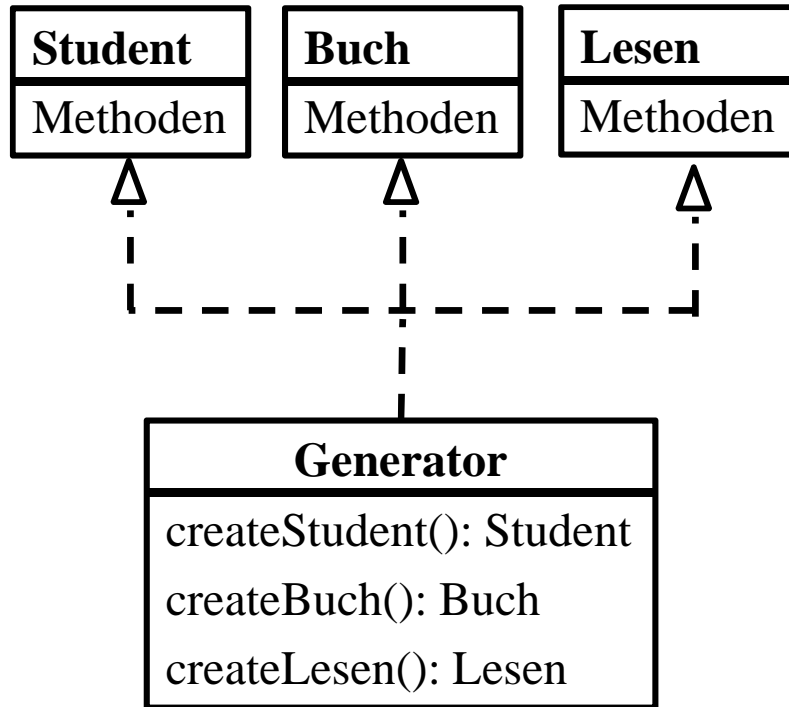 Student
Methoden
Buch
Methoden
Lesen
Methoden
Generator
createStudent(): Student
createBuch(): Buch
createLesen(): Lesen